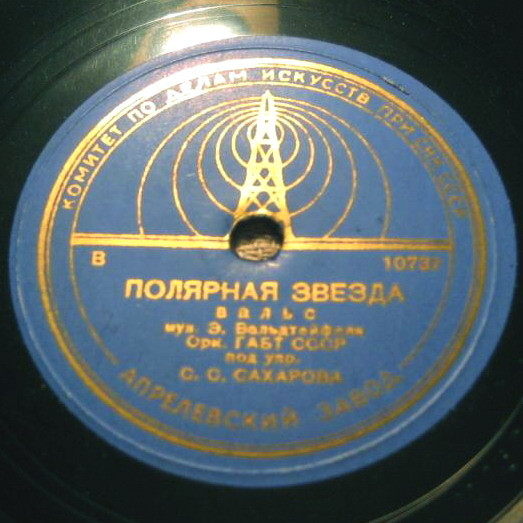 КОМИТЕТ ПО ДЕЛАМ ИСКУССТВ ПРИ СНК СССР
В
ПОЛЯРНАЯ ЗВЕЗДА
вальс
муз. Э. Вальдтейфеля
Орк. ГАБТ СССР
под упр.
С. С. САХАРОВА
АПРЕЛЕВСКИЙ ЗАВОД